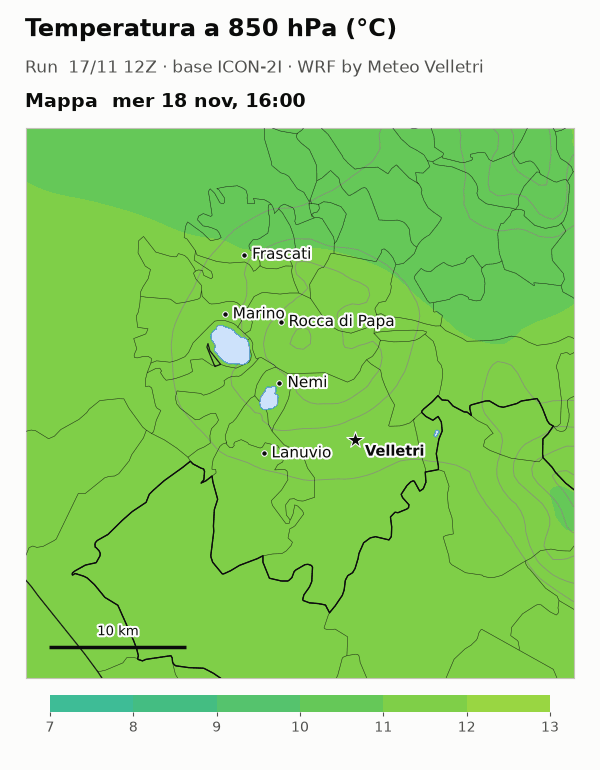 Temperatura a 850 hPa (°C)
Run  17/11 12Z · base ICON-2I · WRF by Meteo Velletri
Mappa  mer 18 nov, 16:00
Frascati
Marino
Rocca di Papa
Nemi
Velletri
Lanuvio
10 km
7 8 9 10 11 12 13